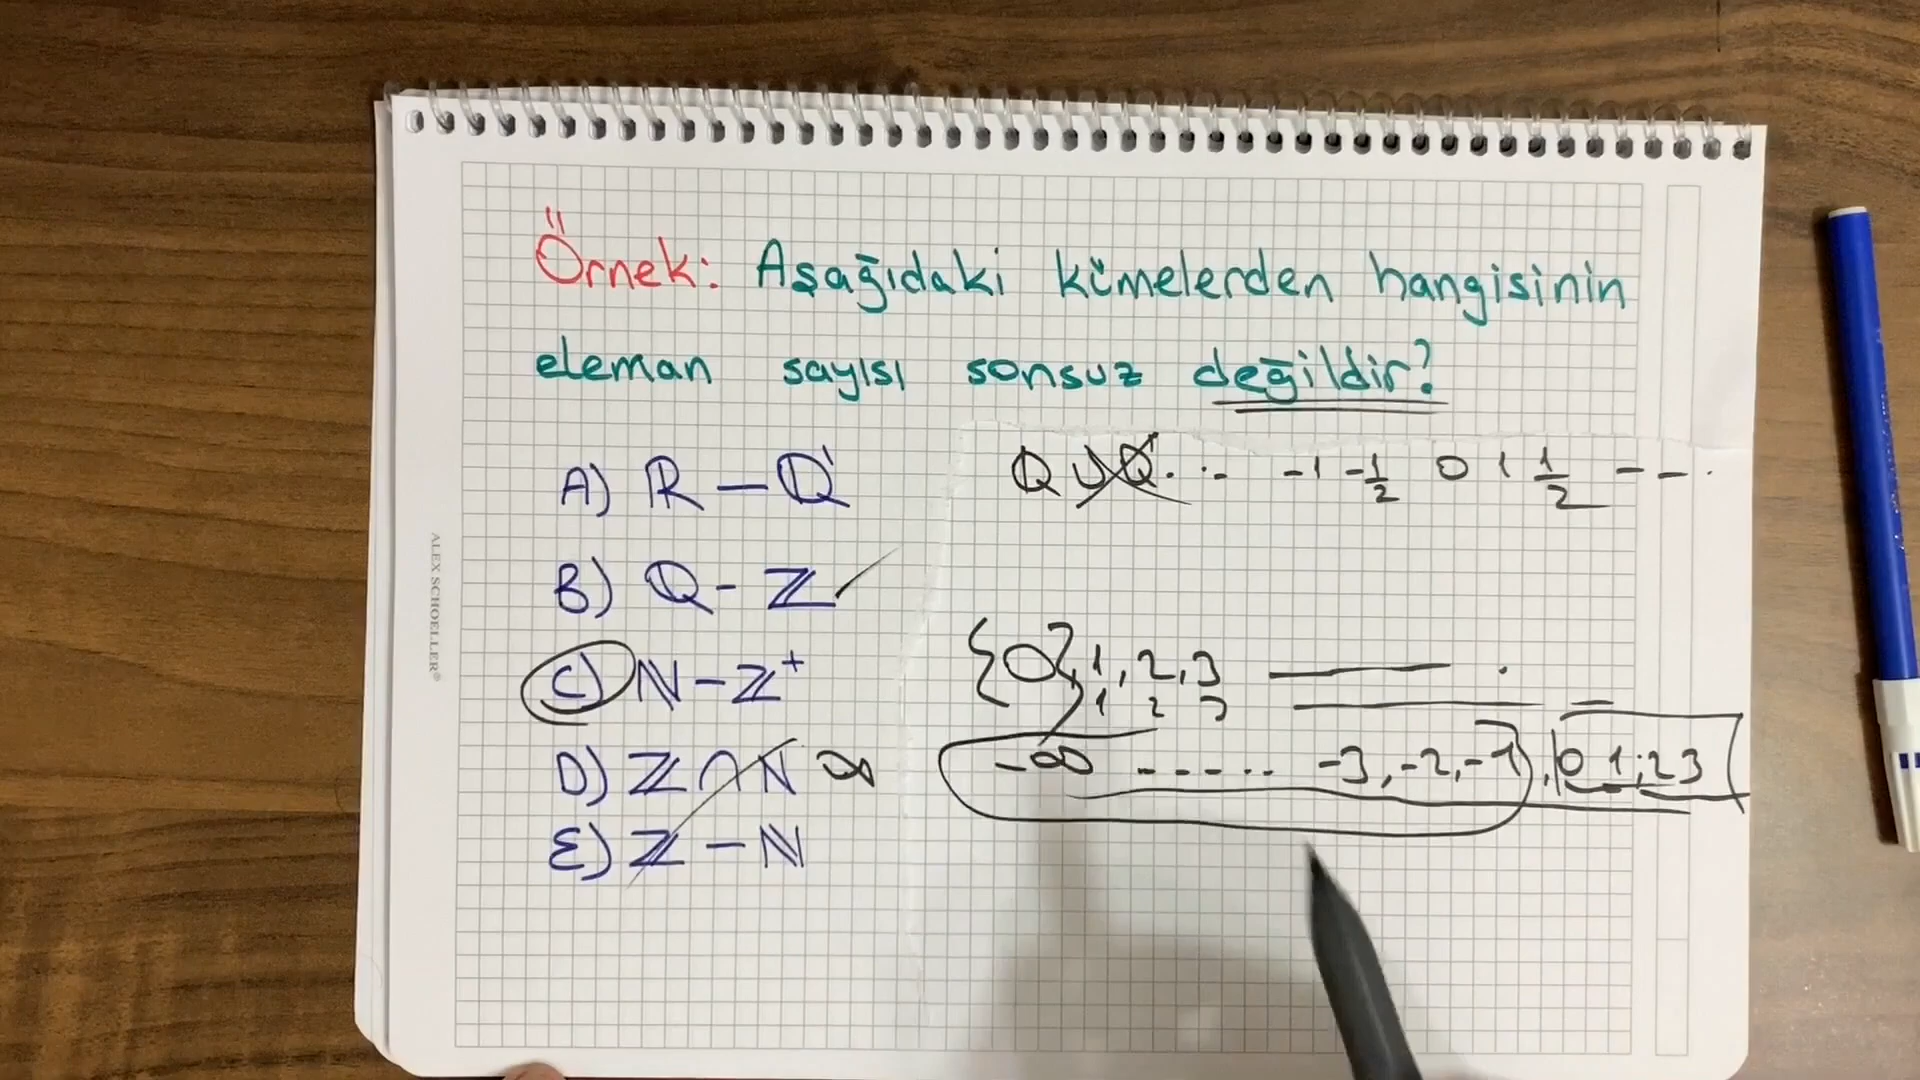 Örnek: Aşağıdaki kümelerden hangisinin
eleman sayısı sonsuz değildir?
A) ℝ — ℚ'
Q ∪ Q' . . - -1 -1/2 0 1 1/2 - - .
B) ℚ - ℤ
C) ℕ - ℤ⁺
{0}, 1, 2, 3 ——— .
1 2 3
D) ℤ ∩ ℕ ∞
-∞ ----.. -3, -2, -1, 0 1, 2 3
E) ℤ - ℕ
ALEX SCHOELLER®